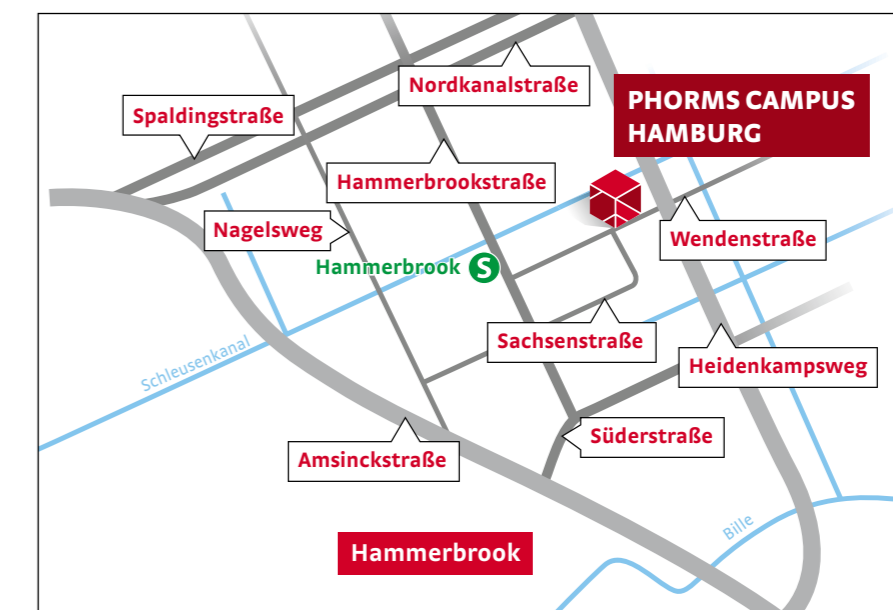 Nordkanalstraße
PHORMS CAMPUS
HAMBURG
Spaldingstraße
Hammerbrookstraße
Nagelsweg
Wendenstraße
Hammerbrook S
Sachsenstraße
Schleusenkanal
Heidenkampsweg
Süderstraße
Amsinckstraße
Bille
Hammerbrook